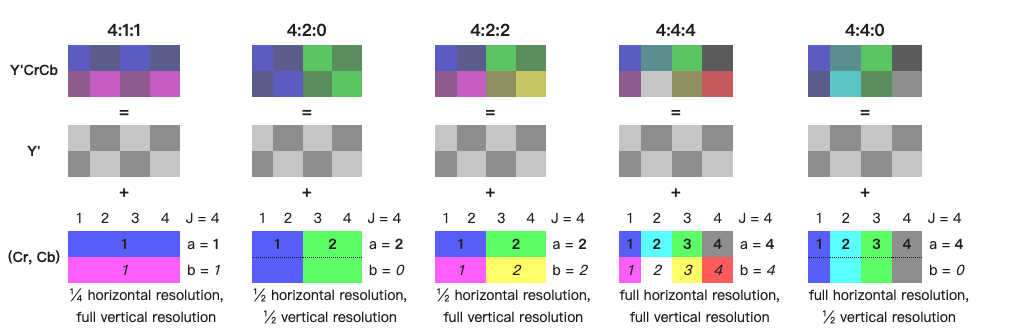 4:1:1 4:2:0 4:2:2 4:4:4 4:4:0
Y'CrCb
= = = = =
Y'
+ + + + +
1 2 3 4 J = 4 1 2 3 4 J = 4 1 2 3 4 J = 4 1 2 3 4 J = 4 1 2 3 4 J = 4
1 a = 1 1 2 a = 2 1 2 a = 2 1 2 3 4 a = 4 1 2 3 4 a = 4
(Cr, Cb)
1 b = 1 b = 0 1 2 b = 2 1 2 3 4 b = 4 b = 0
¼ horizontal resolution, ½ horizontal resolution, ½ horizontal resolution, full horizontal resolution, full horizontal resolution,
full vertical resolution ½ vertical resolution full vertical resolution full vertical resolution ½ vertical resolution